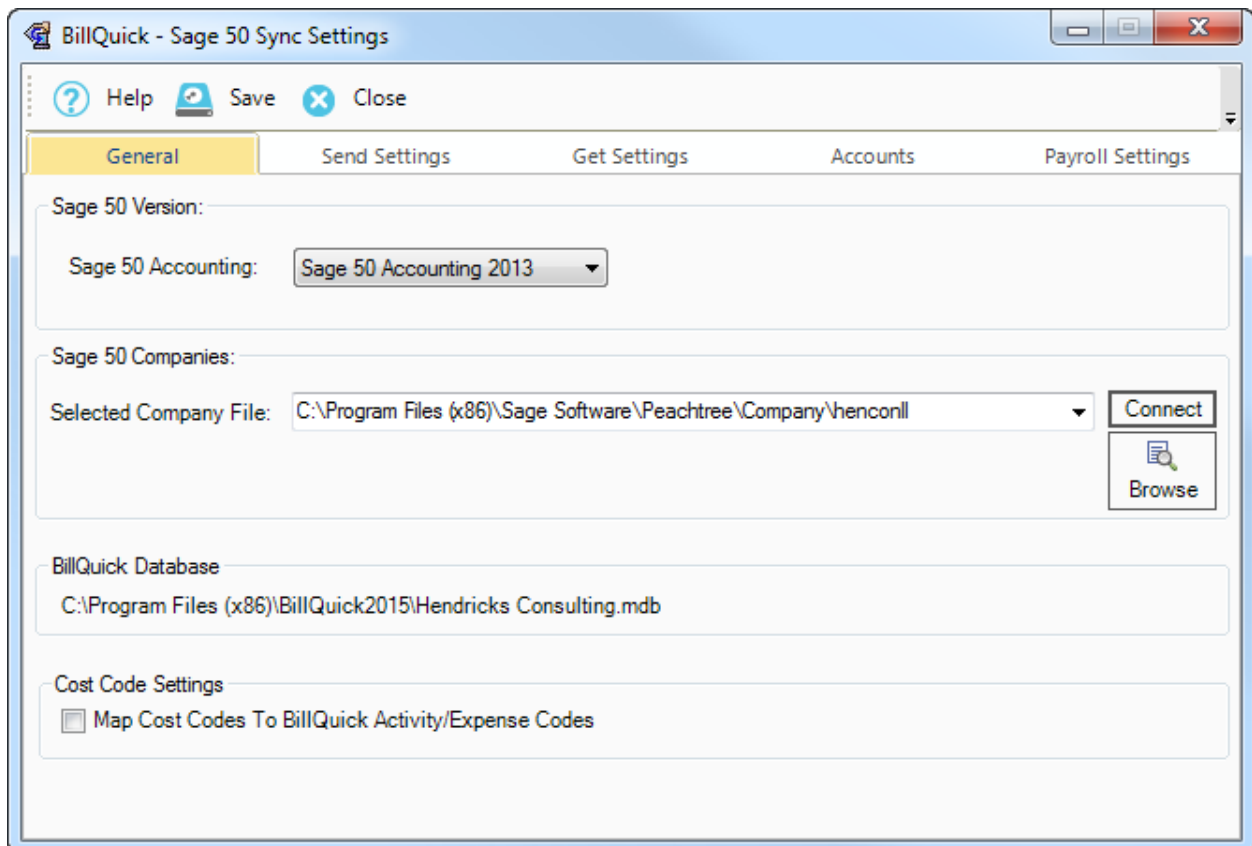 BillQuick - Sage 50 Sync Settings
Help Save Close
General Send Settings Get Settings Accounts Payroll Settings
Sage 50 Version:
Sage 50 Accounting: Sage 50 Accounting 2013
Sage 50 Companies:
Selected Company File: C:\Program Files (x86)\Sage Software\Peachtree\Company\henconll Connect
Browse
BillQuick Database
C:\Program Files (x86)\BillQuick2015\Hendricks Consulting.mdb
Cost Code Settings
Map Cost Codes To BillQuick Activity/Expense Codes